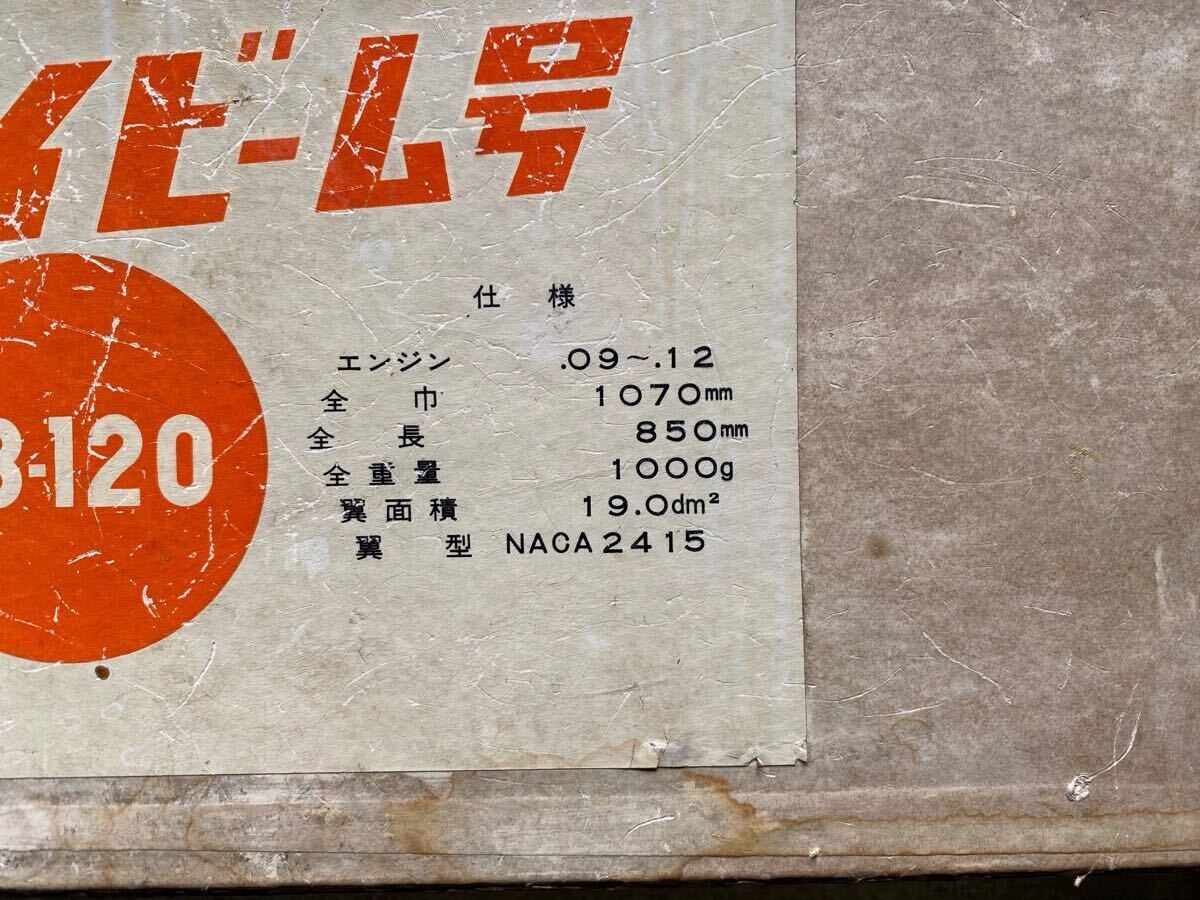 イビーム号
-120
仕様
エンジン .09～.12
全巾 1070mm
全長 850mm
全重量 1000g
翼面積 19.0dm²
翼型 NACA2415